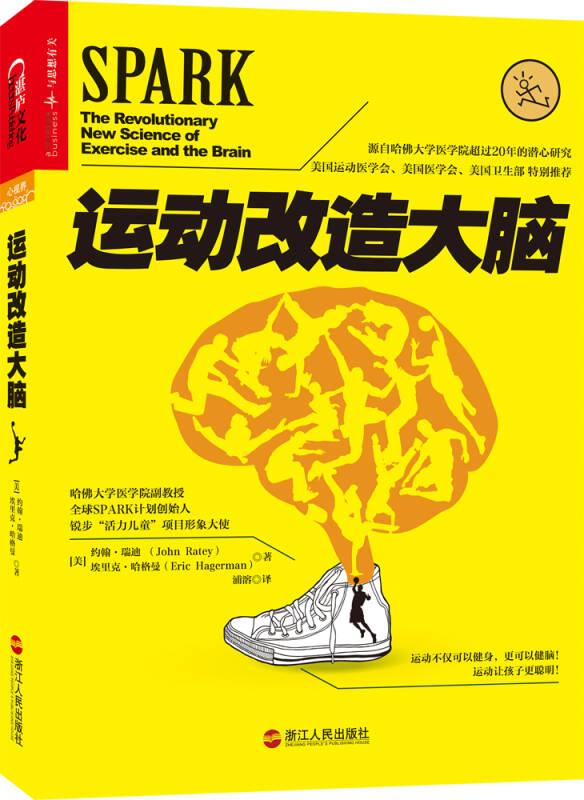 SPARK
The Revolutionary
New Science of
Exercise and the Brain
源自哈佛大学医学院超过20年的潜心研究
美国运动医学会、美国医学会、美国卫生部 特别推荐
运动改造大脑
哈佛大学医学院副教授
全球SPARK计划创始人
锐步“活力儿童”项目形象大使
[美] 约翰·瑞迪 (John Ratey)
埃里克·哈格曼(Eric Hagerman) ◎著
浦溶◎译
运动不仅可以健身，更可以健脑！
运动让孩子更聪明！
浙江人民出版社
ZHEJIANG PEOPLE'S PUBLISHING HOUSE
湛庐文化
Cheers Publishing
a business
与思想有关
心视界
运动改造大脑
[美] 约翰·瑞迪
埃里克·哈格曼 著
浙江人民出版社